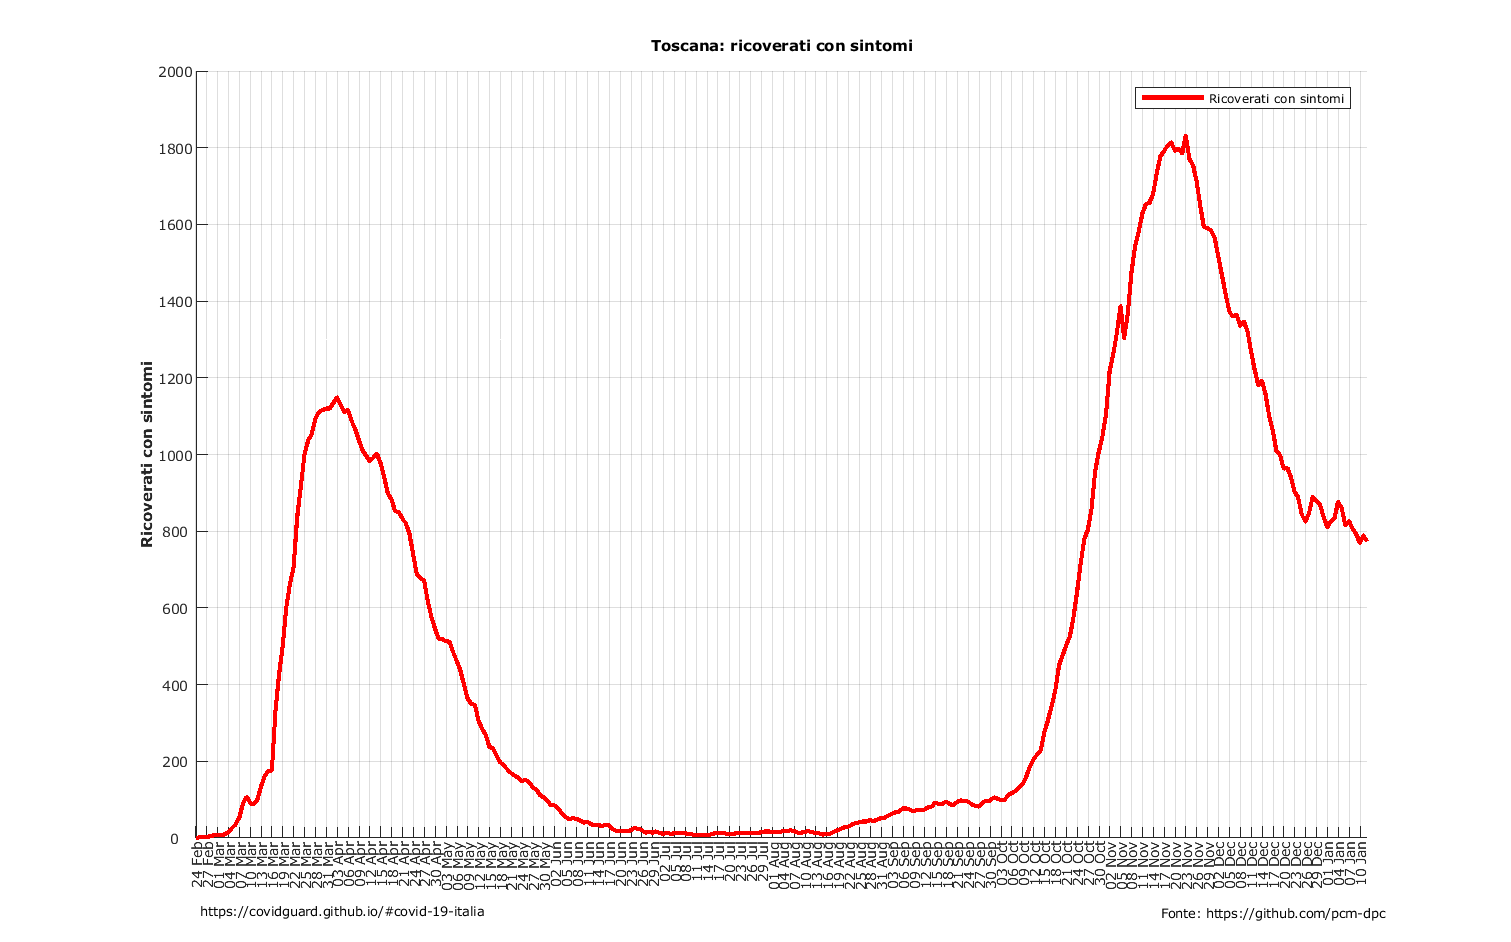 Toscana: ricoverati con sintomi
Ricoverati con sintomi
2000
1800
1600
1400
1200
1000
800
600
400
200
0
Ricoverati con sintomi
24 Feb
27 Feb
01 Mar
04 Mar
07 Mar
10 Mar
13 Mar
16 Mar
19 Mar
22 Mar
25 Mar
28 Mar
31 Mar
03 Apr
06 Apr
09 Apr
12 Apr
15 Apr
18 Apr
21 Apr
24 Apr
27 Apr
30 Apr
03 May
06 May
09 May
12 May
15 May
18 May
21 May
24 May
27 May
30 May
02 Jun
05 Jun
08 Jun
11 Jun
14 Jun
17 Jun
20 Jun
23 Jun
26 Jun
29 Jun
02 Jul
05 Jul
08 Jul
11 Jul
14 Jul
17 Jul
20 Jul
23 Jul
26 Jul
29 Jul
01 Aug
04 Aug
07 Aug
10 Aug
13 Aug
16 Aug
19 Aug
22 Aug
25 Aug
28 Aug
31 Aug
03 Sep
06 Sep
09 Sep
12 Sep
15 Sep
18 Sep
21 Sep
24 Sep
27 Sep
30 Sep
03 Oct
06 Oct
09 Oct
12 Oct
15 Oct
18 Oct
21 Oct
24 Oct
27 Oct
30 Oct
02 Nov
05 Nov
08 Nov
11 Nov
14 Nov
17 Nov
20 Nov
23 Nov
26 Nov
29 Nov
02 Dec
05 Dec
08 Dec
11 Dec
14 Dec
17 Dec
20 Dec
23 Dec
26 Dec
29 Dec
01 Jan
04 Jan
07 Jan
10 Jan
https://covidguard.github.io/#covid-19-italia
Fonte: https://github.com/pcm-dpc